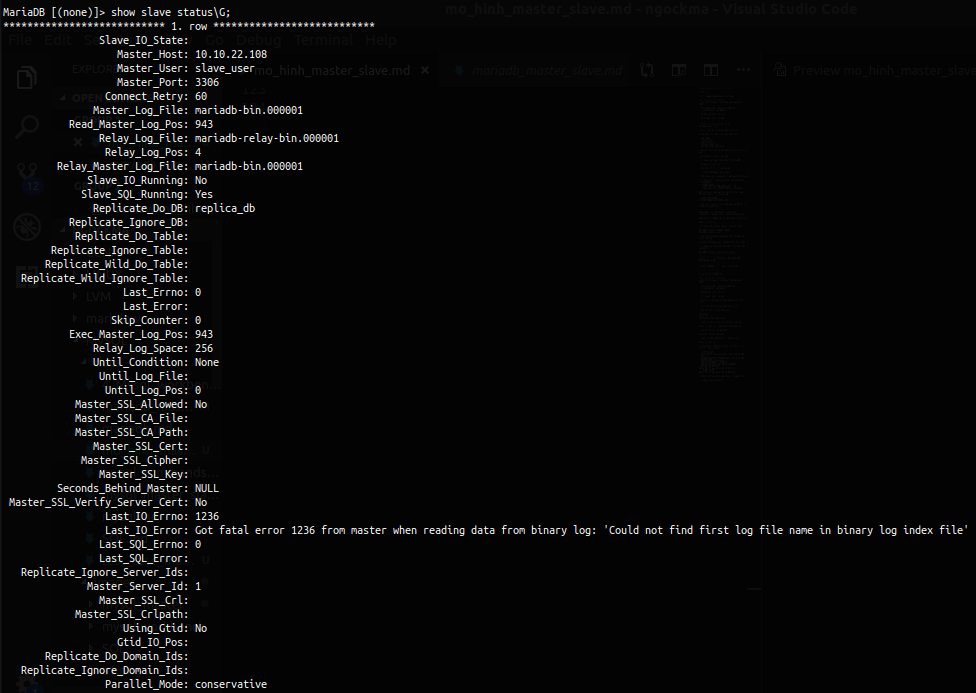 mo_hinh_master_slave.md - ngockma - Visual Studio Code
File Edit Go Debug Terminal Help
mo_hinh_master_slave.md
mariadb_master_slave.md
Preview mo_hinh_master_slave
12
LVM
MariaDB [(none)]> show slave status\G;
*************************** 1. row ***************************
Slave_IO_State:
Master_Host: 10.10.22.108
Master_User: slave_user
Master_Port: 3306
Connect_Retry: 60
Master_Log_File: mariadb-bin.000001
Read_Master_Log_Pos: 943
Relay_Log_File: mariadb-relay-bin.000001
Relay_Log_Pos: 4
Relay_Master_Log_File: mariadb-bin.000001
Slave_IO_Running: No
Slave_SQL_Running: Yes
Replicate_Do_DB: replica_db
Replicate_Ignore_DB:
Replicate_Do_Table:
Replicate_Ignore_Table:
Replicate_Wild_Do_Table:
Replicate_Wild_Ignore_Table:
Last_Errno: 0
Last_Error:
Skip_Counter: 0
Exec_Master_Log_Pos: 943
Relay_Log_Space: 256
Until_Condition: None
Until_Log_File:
Until_Log_Pos: 0
Master_SSL_Allowed: No
Master_SSL_CA_File:
Master_SSL_CA_Path:
Master_SSL_Cert:
Master_SSL_Cipher:
Master_SSL_Key:
Seconds_Behind_Master: NULL
Master_SSL_Verify_Server_Cert: No
Last_IO_Errno: 1236
Last_IO_Error: Got fatal error 1236 from master when reading data from binary log: 'Could not find first log file name in binary log index file'
Last_SQL_Errno: 0
Last_SQL_Error:
Replicate_Ignore_Server_Ids:
Master_Server_Id: 1
Master_SSL_Crl:
Master_SSL_Crlpath:
Using_Gtid: No
Gtid_IO_Pos:
Replicate_Do_Domain_Ids:
Replicate_Ignore_Domain_Ids:
Parallel_Mode: conservative